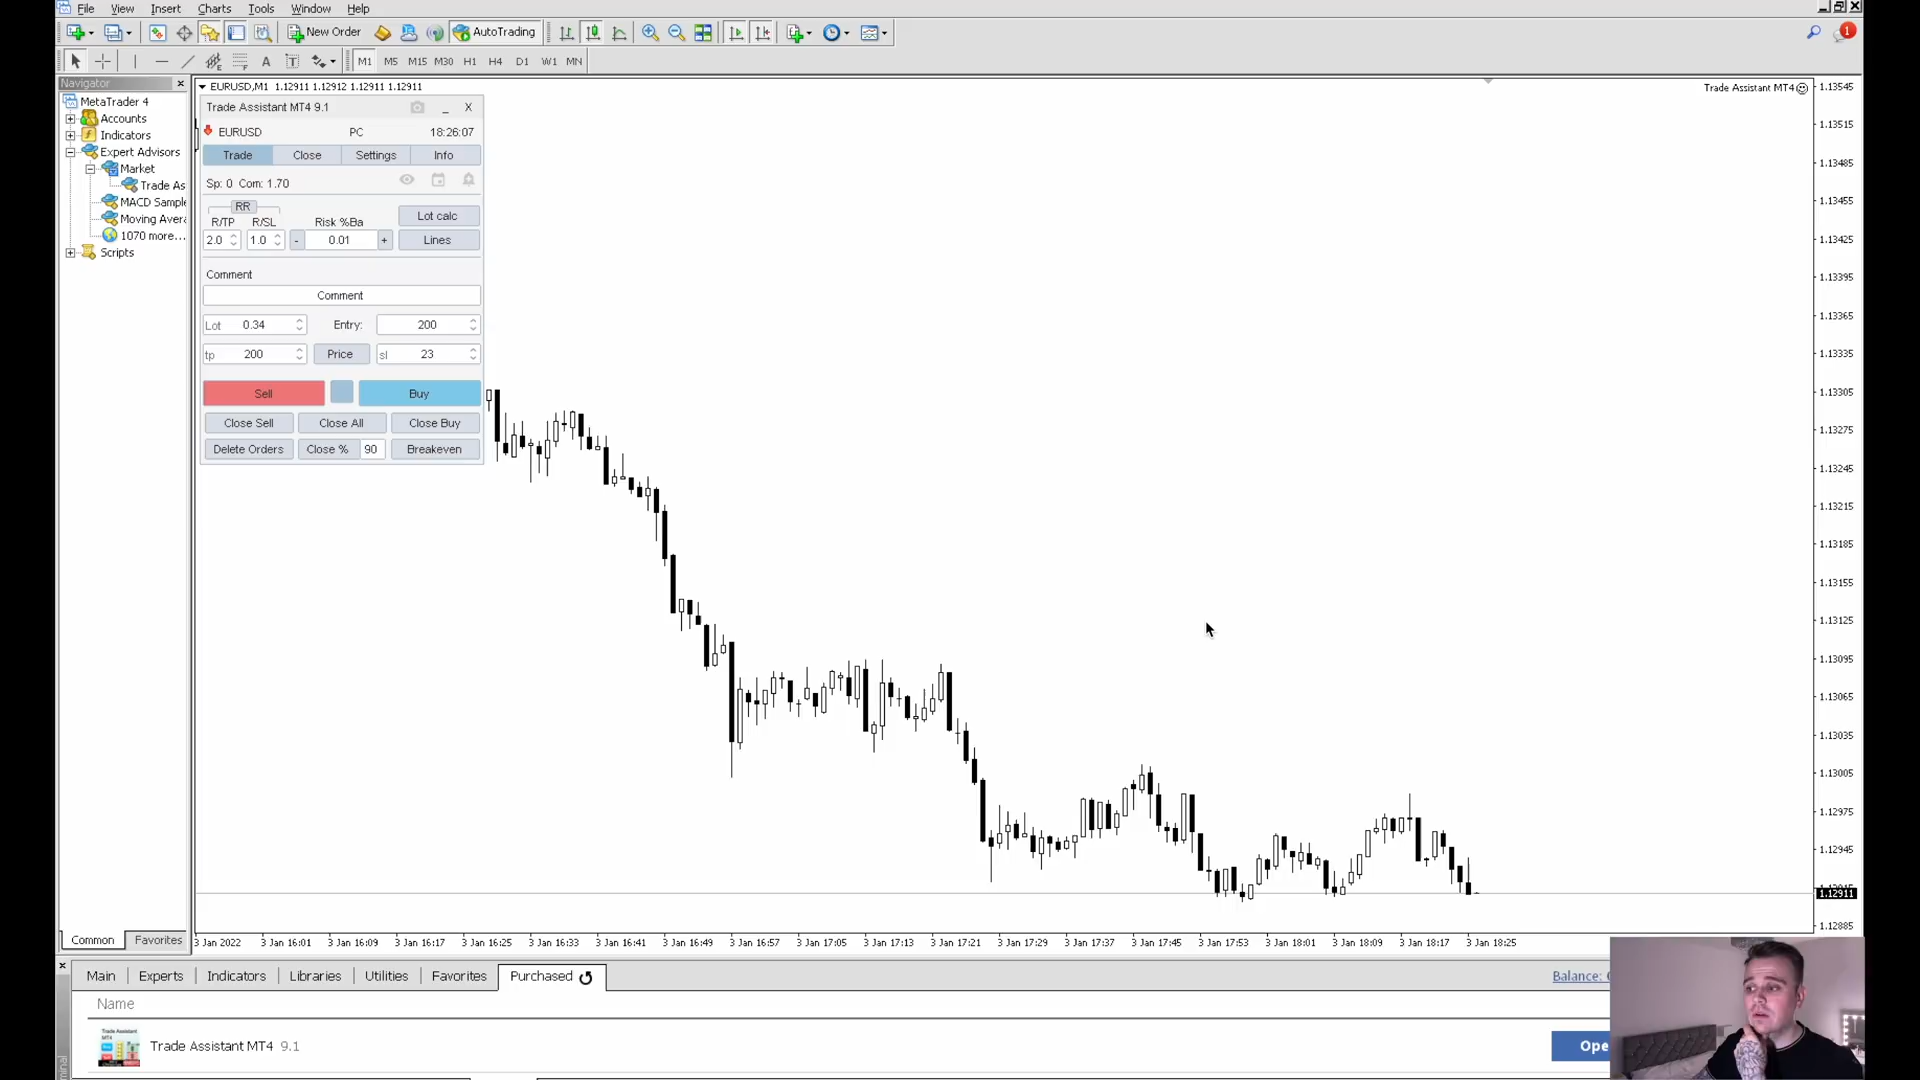 File View Insert Charts Tools Window Help
1
New Order AutoTrading
A T M1 M5 M15 M30 H1 H4 D1 W1 MN
Navigator
MetaTrader 4
Accounts
Indicators
Expert Advisors
Market
Trade As
MACD Sample
Moving Avera
1070 more...
Scripts
Common Favorites
EURUSD,M1 1.12911 1.12912 1.12911 1.12911
Trade Assistant MT4
Trade Assistant MT4 9.1 _ X
EURUSD PC 18:26:07
Trade Close Settings Info
Sp: 0 Com: 1.70
RR
R/TP R/SL Risk %Ba Lot calc
2.0 1.0 - 0.01 + Lines
Comment
Comment
Lot 0.34 Entry: 200
tp 200 Price sl 23
Sell Buy
Close Sell Close All Close Buy
Delete Orders Close % 90 Breakeven
1.13545
1.13515
1.13485
1.13455
1.13425
1.13395
1.13365
1.13335
1.13305
1.13275
1.13245
1.13215
1.13185
1.13155
1.13125
1.13095
1.13065
1.13035
1.13005
1.12975
1.12945
1.12911
1.12885
3 Jan 2022 3 Jan 16:01 3 Jan 16:09 3 Jan 16:17 3 Jan 16:25 3 Jan 16:33 3 Jan 16:41 3 Jan 16:49 3 Jan 16:57 3 Jan 17:05 3 Jan 17:13 3 Jan 17:21 3 Jan 17:29 3 Jan 17:37 3 Jan 17:45 3 Jan 17:53 3 Jan 18:01 3 Jan 18:09 3 Jan 18:17 3 Jan 18:25
Main Experts Indicators Libraries Utilities Favorites Purchased Balance:
Name
Trade Assistant MT4 9.1 Ope